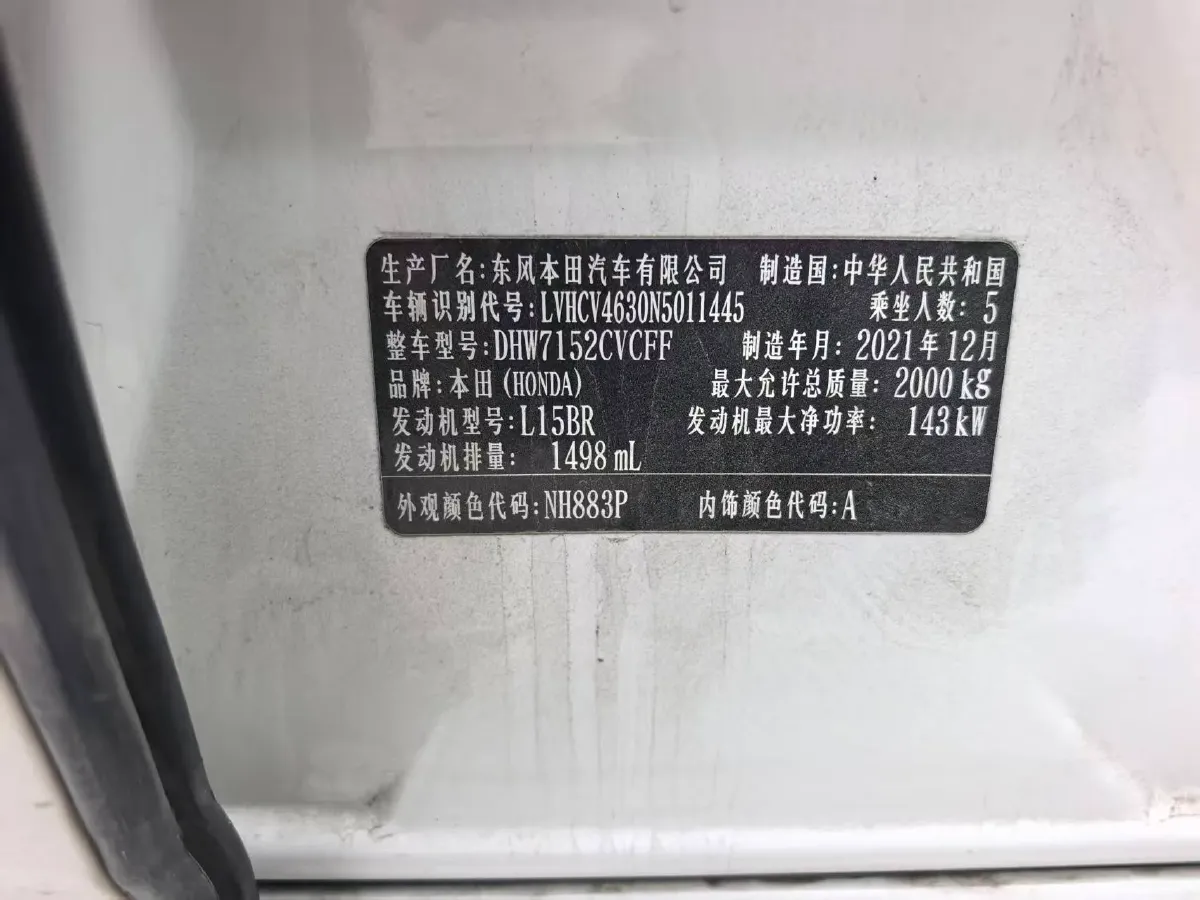 生产厂名:东风本田汽车有限公司 制造国:中华人民共和国
车辆识别代号:LVHCV4630N5011445 乘坐人数:5
整车型号:DHW7152CVCFF 制造年月:2021年12月
品牌:本田(HONDA) 最大允许总质量:2000kg
发动机型号:L15BR 发动机最大净功率:143kW
发动机排量:1498mL
外观颜色代码:NH883P 内饰颜色代码:A